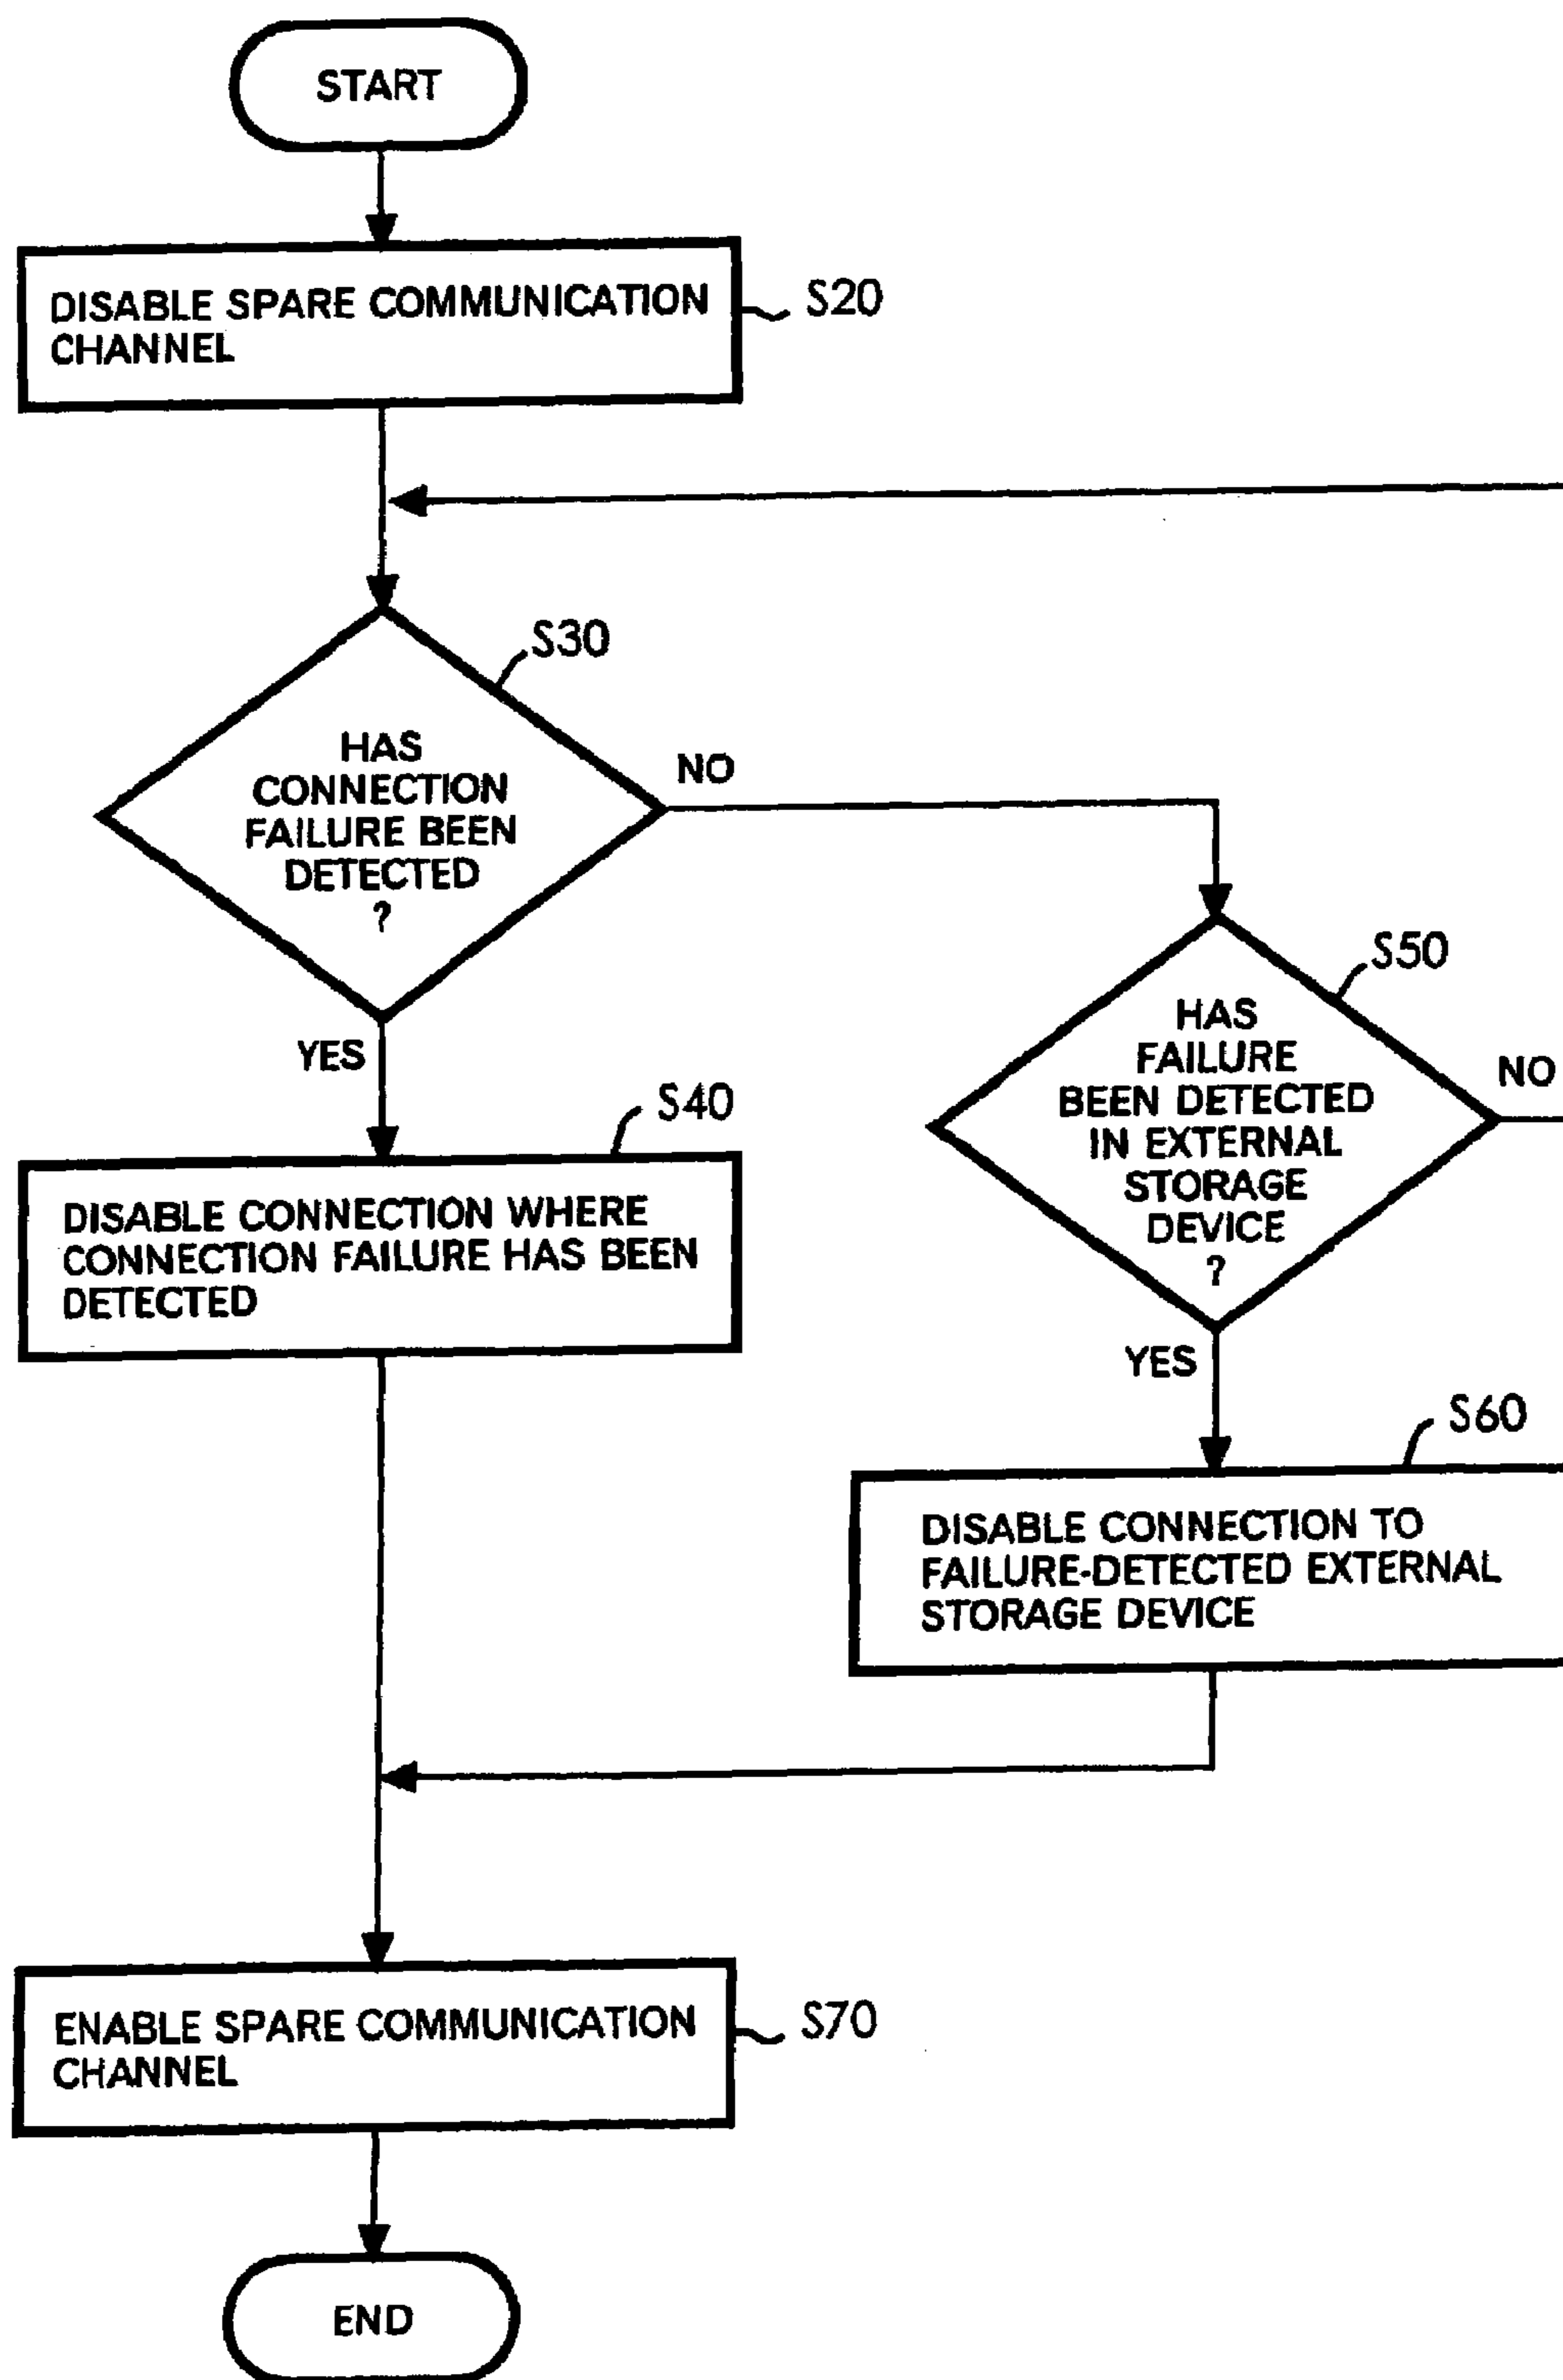 START
DISABLE SPARE COMMUNICATION
CHANNEL
S20
S30
HAS
CONNECTION
FAILURE BEEN
DETECTED
?
NO
YES
S40
DISABLE CONNECTION WHERE
CONNECTION FAILURE HAS BEEN
DETECTED
S50
HAS
FAILURE
BEEN DETECTED
IN EXTERNAL
STORAGE
DEVICE
?
NO
YES
S60
DISABLE CONNECTION TO
FAILURE-DETECTED EXTERNAL
STORAGE DEVICE
ENABLE SPARE COMMUNICATION
CHANNEL
S70
END